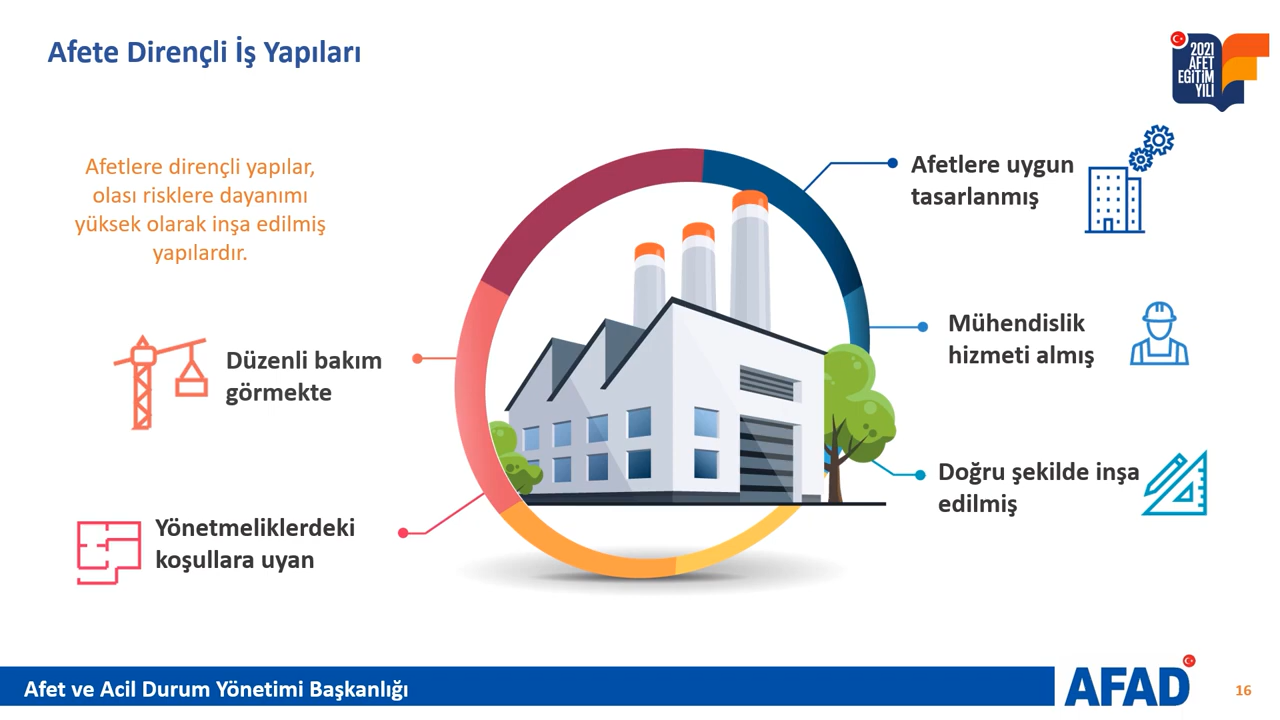 Afete Dirençli İş Yapıları
2021
AFET
EĞİTİM
YILI
Afetlere dirençli yapılar,
olası risklere dayanımı
yüksek olarak inşa edilmiş
yapılardır.
Afetlere uygun
tasarlanmış
Mühendislik
hizmeti almış
Düzenli bakım
görmekte
Doğru şekilde inşa
edilmiş
Yönetmeliklerdeki
koşullara uyan
Afet ve Acil Durum Yönetimi Başkanlığı
AFAD
16